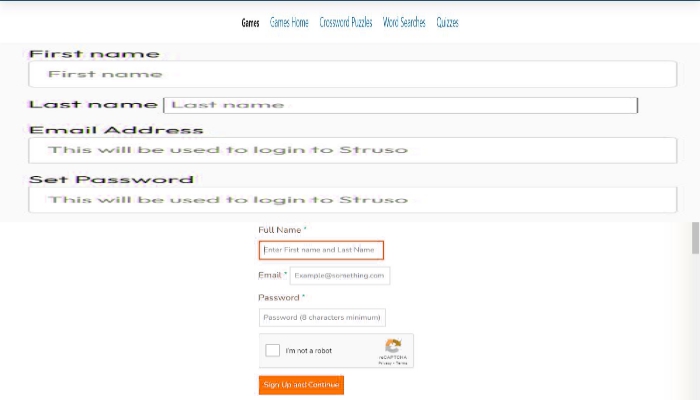 Games Games Home Crossword Puzzles Word Searches Quizzes
First name
First name
Last name Last name
Email Address
This will be used to login to Struso
Set Password
This will be used to login to Struso
Full Name *
Enter First name and Last Name
Email * Example@something.com
Password *
Password (8 characters minimum)
I'm not a robot
reCAPTCHA
Privacy - Terms
Sign Up and Continue